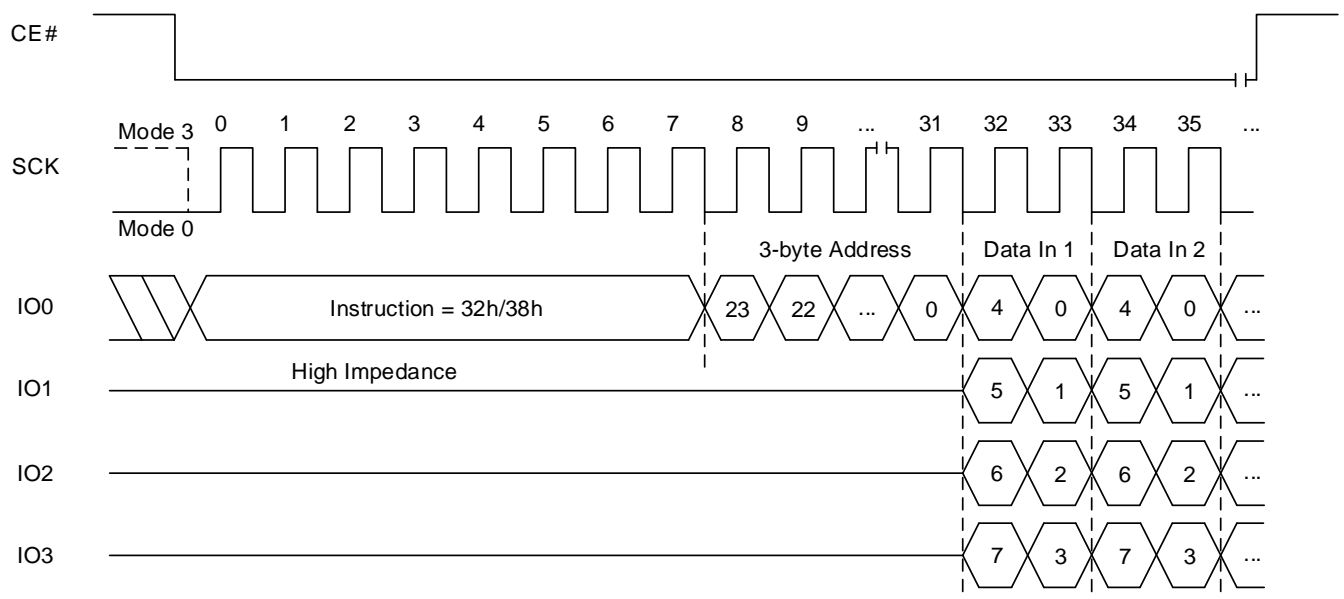 CE#
Mode 3 0 1 2 3 4 5 6 7 8 9 ... 31 32 33 34 35 ...
SCK
Mode 0
3-byte Address Data In 1 Data In 2
IO0 Instruction = 32h/38h 23 22 ... 0 4 0 4 0 ...
High Impedance
IO1 5 1 5 1 ...
IO2 6 2 6 2 ...
IO3 7 3 7 3 ...